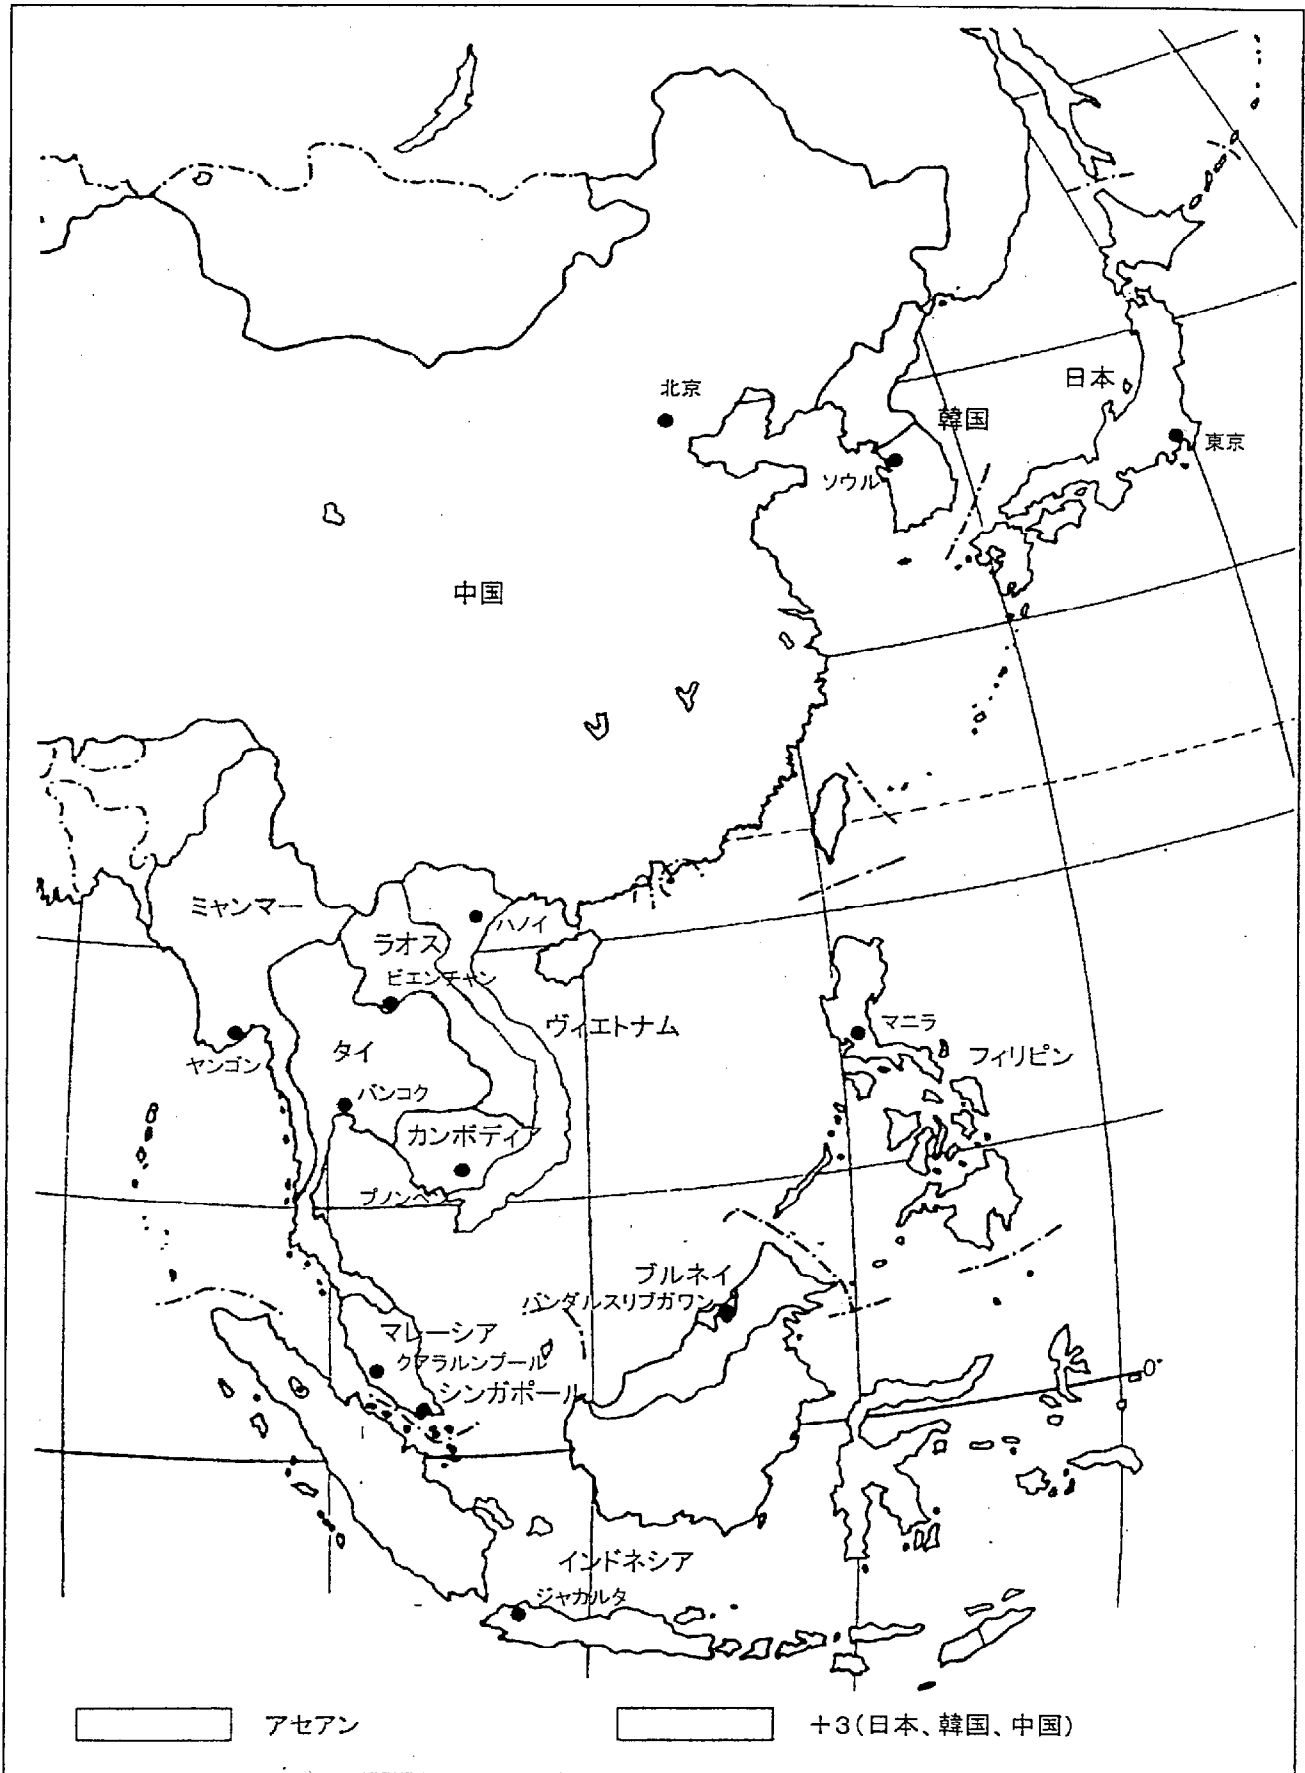 北京
日本
韓国
東京
ソウル
中国
ミャンマー
ハノイ
ラオス
ビエンチャン
ヴィエトナム
マニラ
タイ
フィリピン
ヤンゴン
バンコク
カンボディア
プノンペン
ブルネイ
バンダルスリブガワン
マレーシア
クアラルンプール
0°
シンガポール
インドネシア
ジャカルタ
アセアン
+3(日本、韓国、中国)